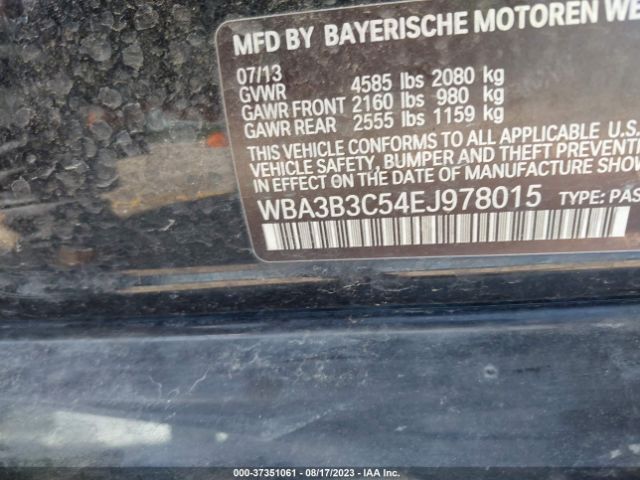 MFD BY BAYERISCHE MOTOREN WE
07/13
GVWR 4585 lbs 2080 kg
GAWR FRONT 2160 lbs 980 kg
GAWR REAR 2555 lbs 1159 kg
THIS VEHICLE CONFORMS TO ALL APPLICABLE U.S.
VEHICLE SAFETY, BUMPER AND THEFT PREVENTI
IN EFFECT ON THE DATE OF MANUFACTURE SHOW
WBA3B3C54EJ978015 TYPE: PAS
000-37351061 - 08/17/2023 - IAA Inc.